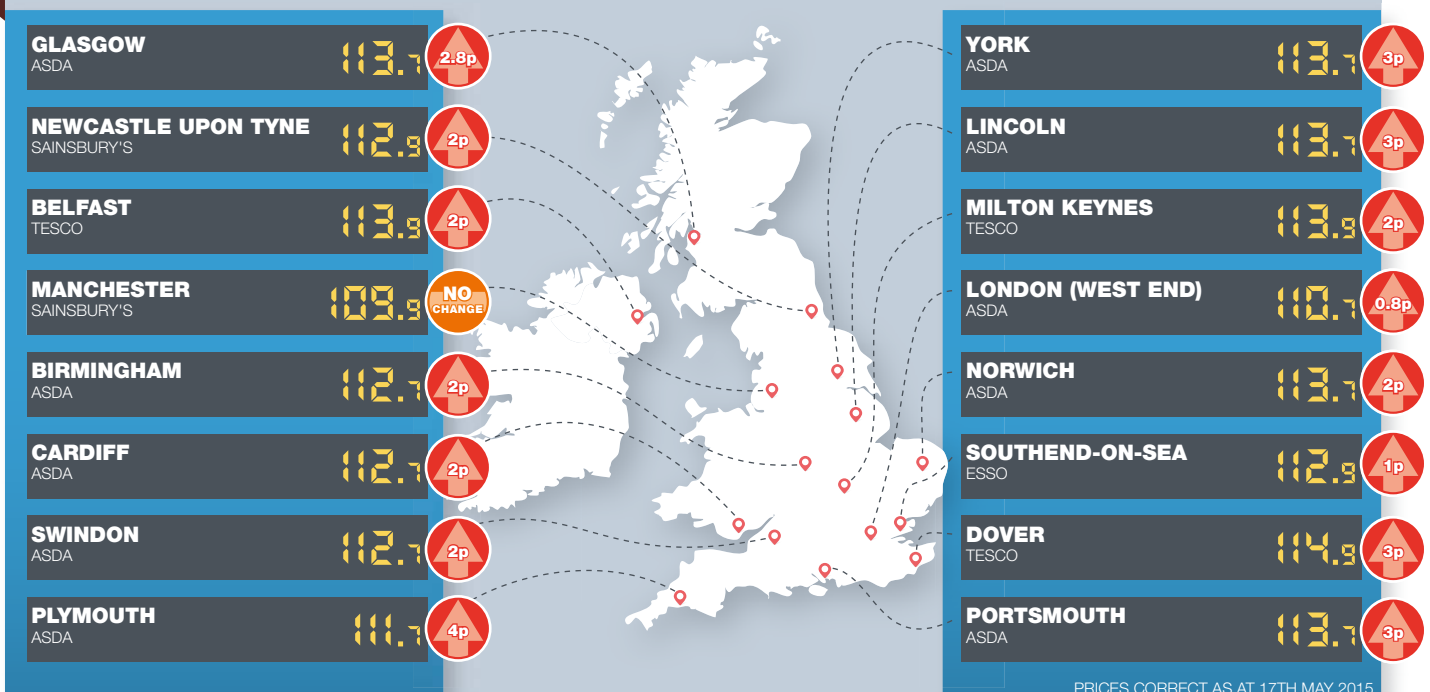 GLASGOW
ASDA
113.7
2.8p
NEWCASTLE UPON TYNE
SAINSBURY'S
112.9
2p
BELFAST
TESCO
113.9
2p
MANCHESTER
SAINSBURY'S
109.9
NO
CHANGE
BIRMINGHAM
ASDA
112.7
2p
CARDIFF
ASDA
112.7
2p
SWINDON
ASDA
112.7
2p
PLYMOUTH
ASDA
111.7
4p
YORK
ASDA
113.7
3p
LINCOLN
ASDA
113.7
3p
MILTON KEYNES
TESCO
113.9
2p
LONDON (WEST END)
ASDA
110.7
0.8p
NORWICH
ASDA
113.7
2p
SOUTHEND-ON-SEA
ESSO
112.9
1p
DOVER
TESCO
114.9
3p
PORTSMOUTH
ASDA
113.7
3p
PRICES CORRECT AS AT 17TH MAY 2015